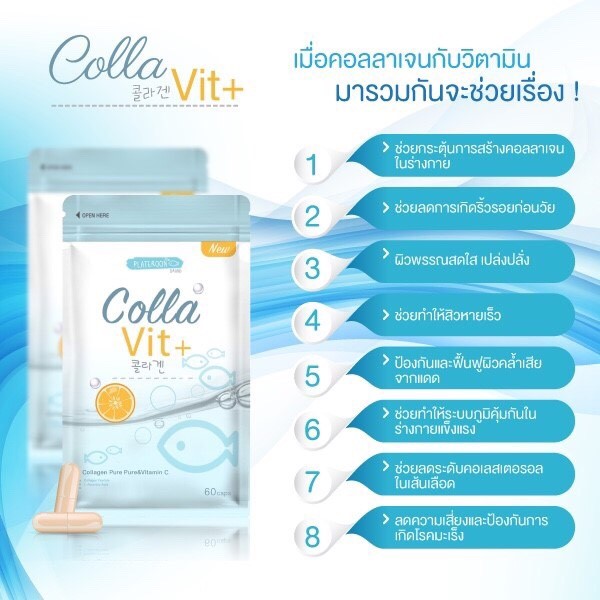 Colla
콜라겐 Vit+
เมื่อคอลลาเจนกับวิตามิน
มารวมกันจะช่วยเรื่อง !
OPEN HERE
New
PLATEADOR
Colla
Vit+
콜라겐
Collagen Pure Pure&Vitamin C
60caps
1
ช่วยกระตุ้นการสร้างคอลลาเจน
ในร่างกาย
2
ช่วยลดการเกิดริ้วรอยก่อนวัย
3
ผิวพรรณสดใส เปล่งปลั่ง
4
ช่วยทำให้สิวหายเร็ว
5
ป้องกันและฟื้นฟูผิวคล้ำเสีย
จากแดด
6
ช่วยทำให้ระบบภูมิคุ้มกันใน
ร่างกายแข็งแรง
7
ช่วยลดระดับคอเลสเตอรอล
ในเส้นเลือด
8
ลดความเสี่ยงและป้องกันการ
เกิดโรคมะเร็ง